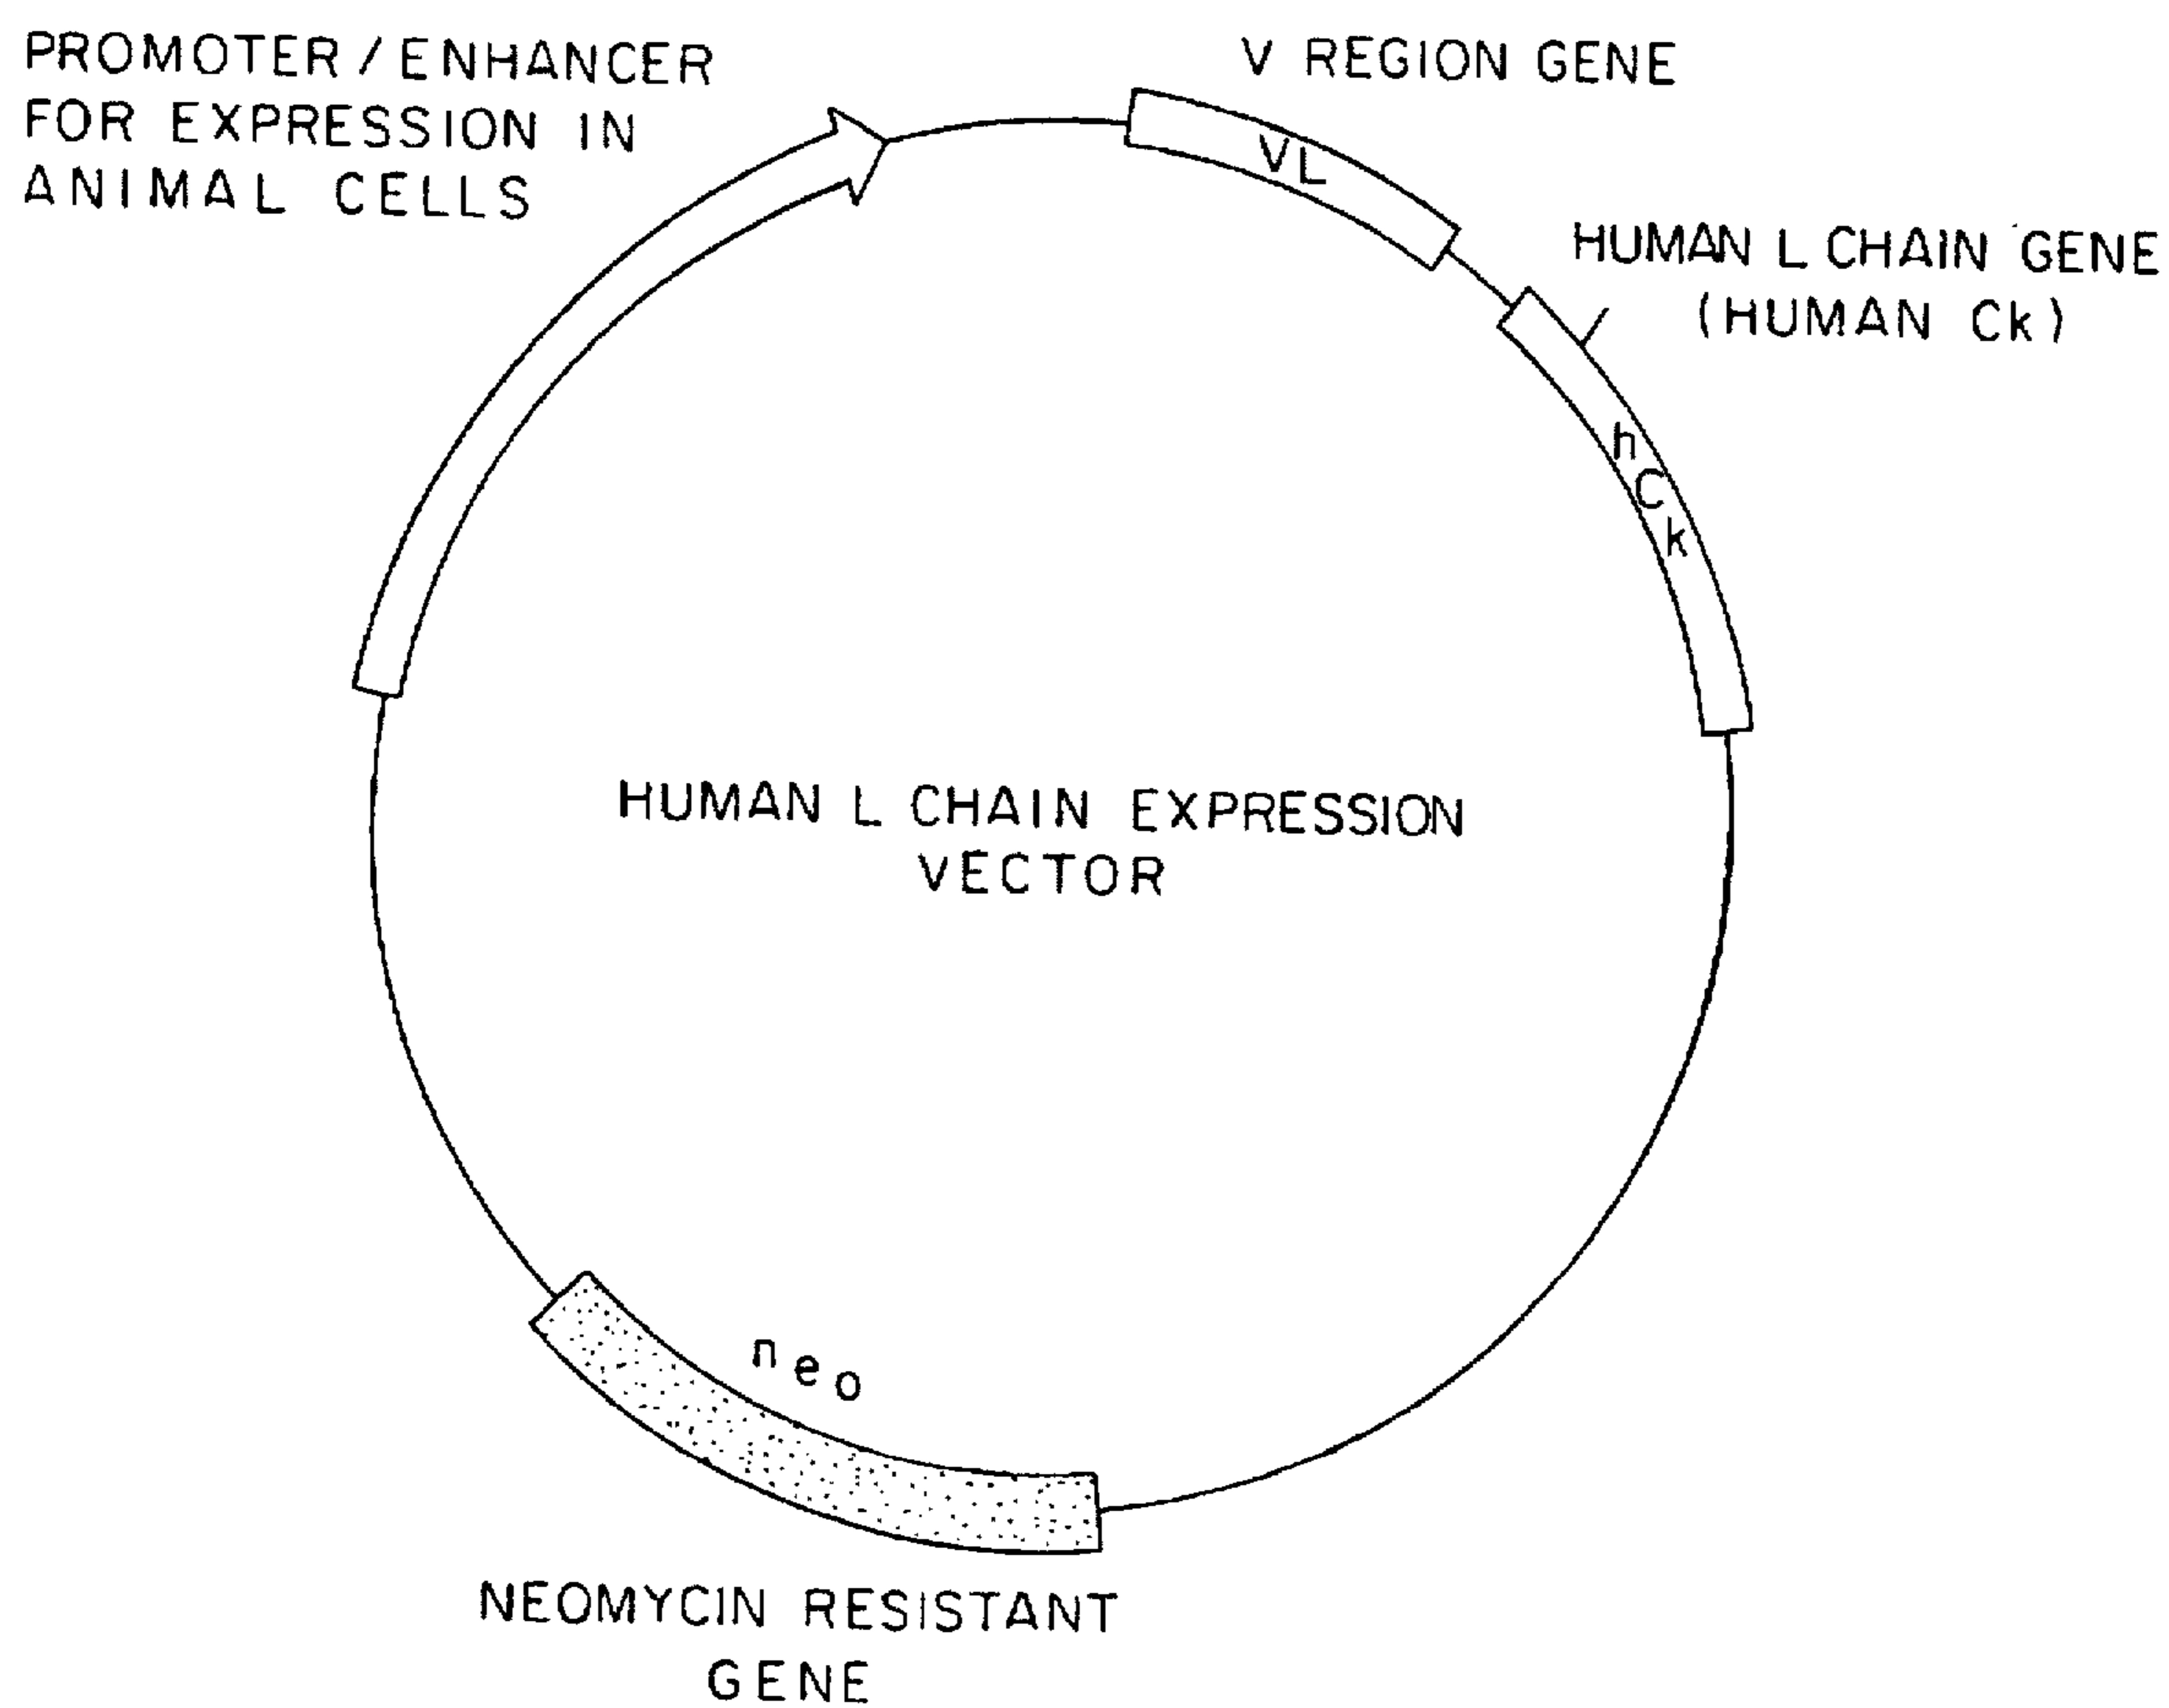 PROMOTER / ENHANCER
FOR EXPRESSION IN
ANIMAL CELLS
V REGION GENE
VL
HUMAN L CHAIN GENE
(HUMAN Ck)
hCk
HUMAN L CHAIN EXPRESSION
VECTOR
neo
NEOMYCIN RESISTANT
GENE